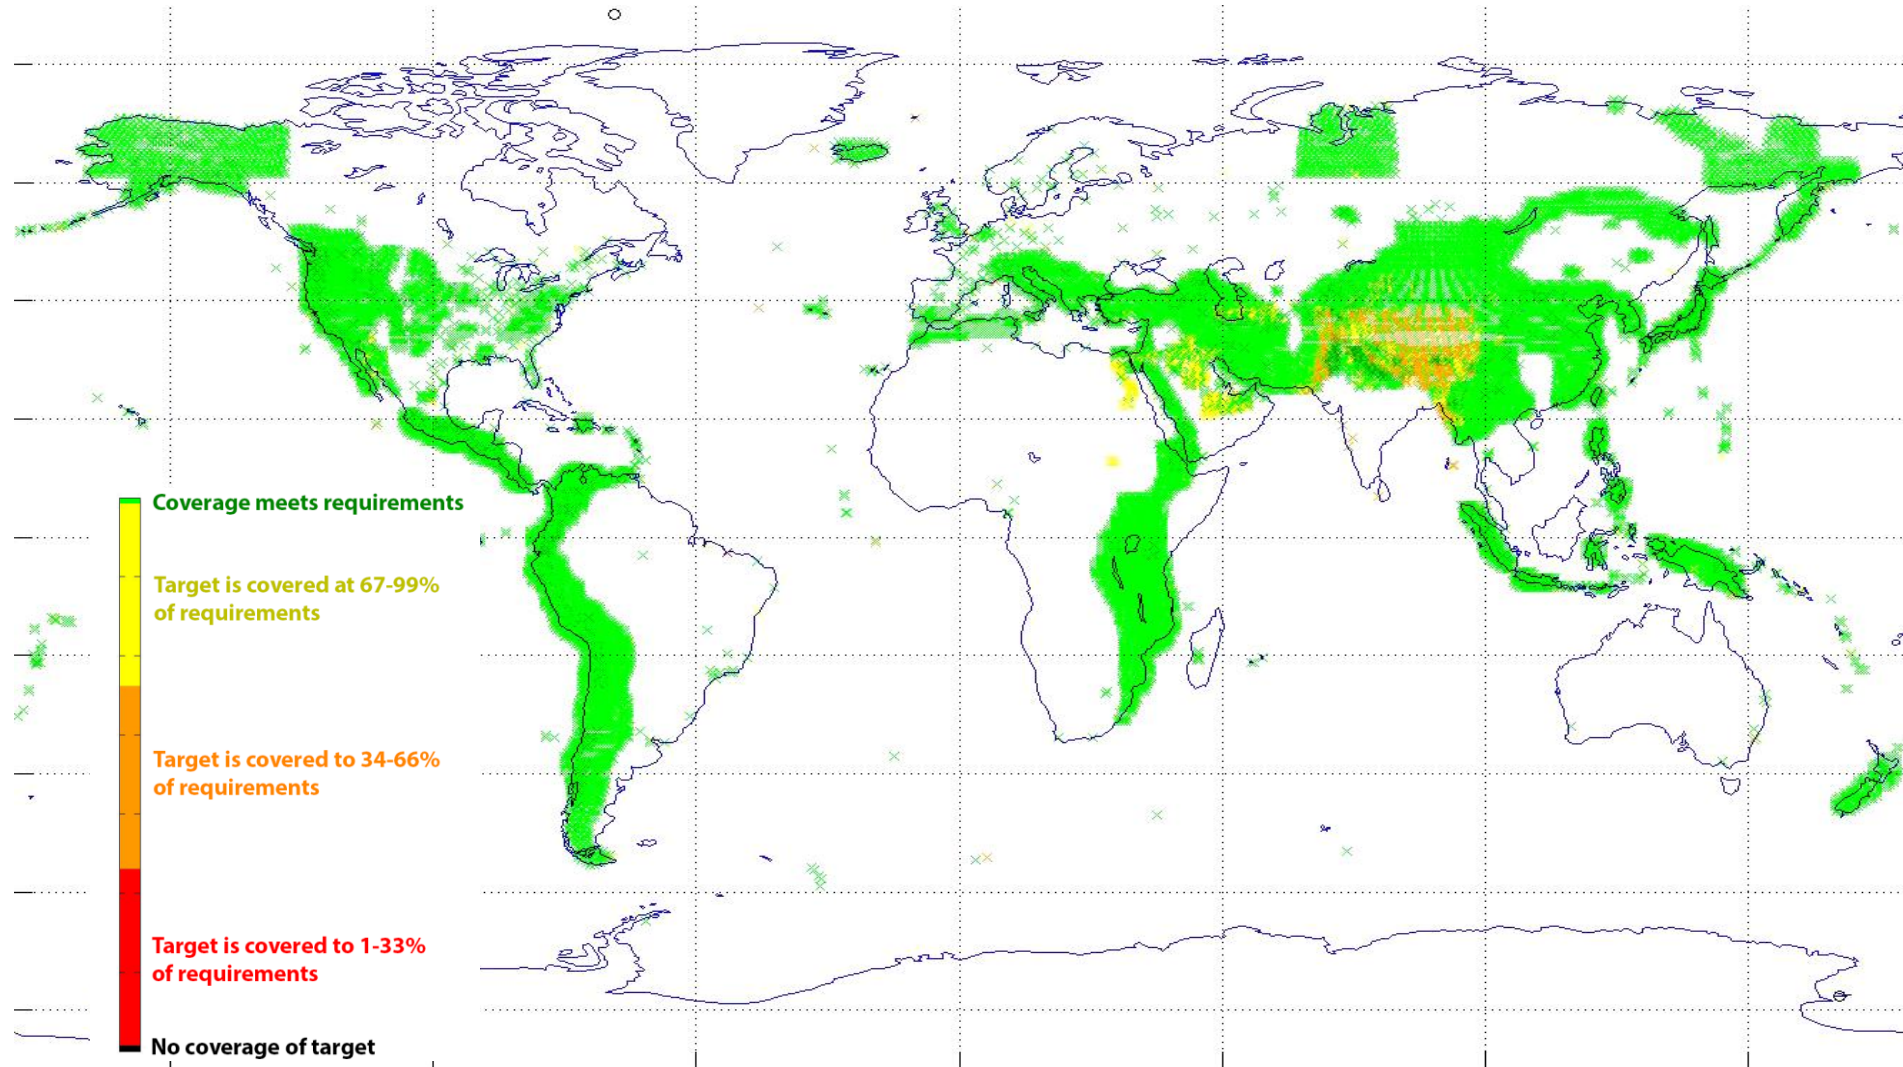 Coverage meets requirements
Target is covered at 67-99%
of requirements
Target is covered to 34-66%
of requirements
Target is covered to 1-33%
of requirements
No coverage of target